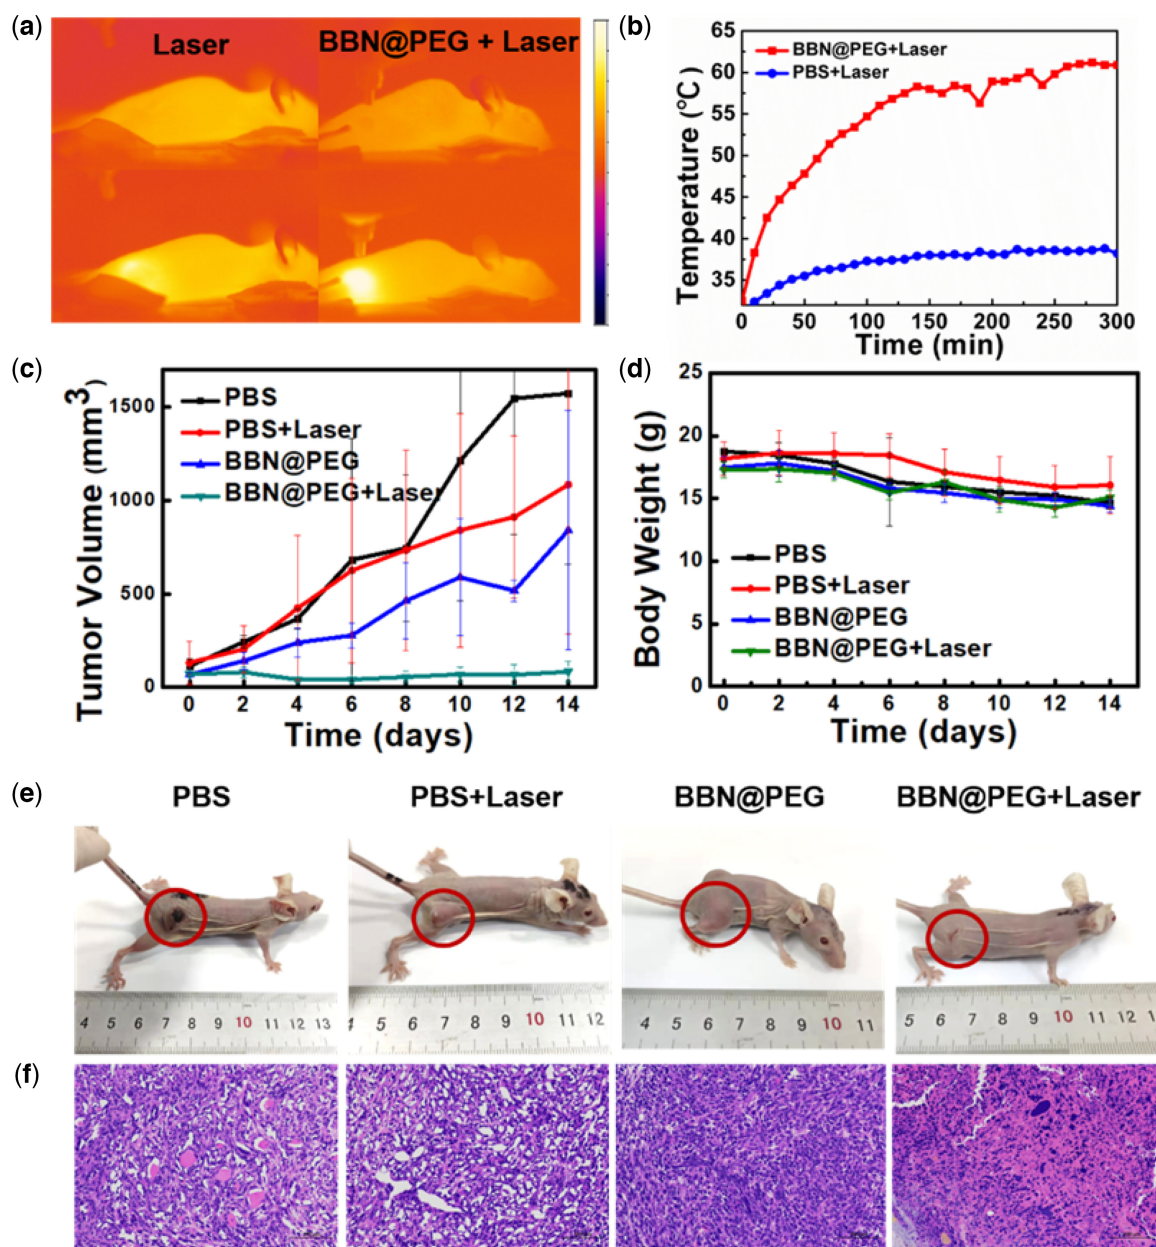 (a)
Laser
BBN@PEG + Laser
(b)
65
60
55
50
45
40
35
0
50
100
150
200
250
300
Temperature (°C)
Time (min)
BBN@PEG+Laser
PBS+Laser
(c)
1500
1000
500
0
0
2
4
6
8
10
12
14
Tumor Volume (mm3)
Time (days)
PBS
PBS+Laser
BBN@PEG
BBN@PEG+Laser
(d)
25
20
15
10
5
0
0
2
4
6
8
10
12
14
Body Weight (g)
Time (days)
PBS
PBS+Laser
BBN@PEG
BBN@PEG+Laser
(e)
PBS
PBS+Laser
BBN@PEG
BBN@PEG+Laser
4 5 6 7 8 9 10 11 12 13
4 5 6 7 8 9 10 11 12
4 5 6 7 8 9 10 11
5 6 7 8 9 10 11 1
(f)